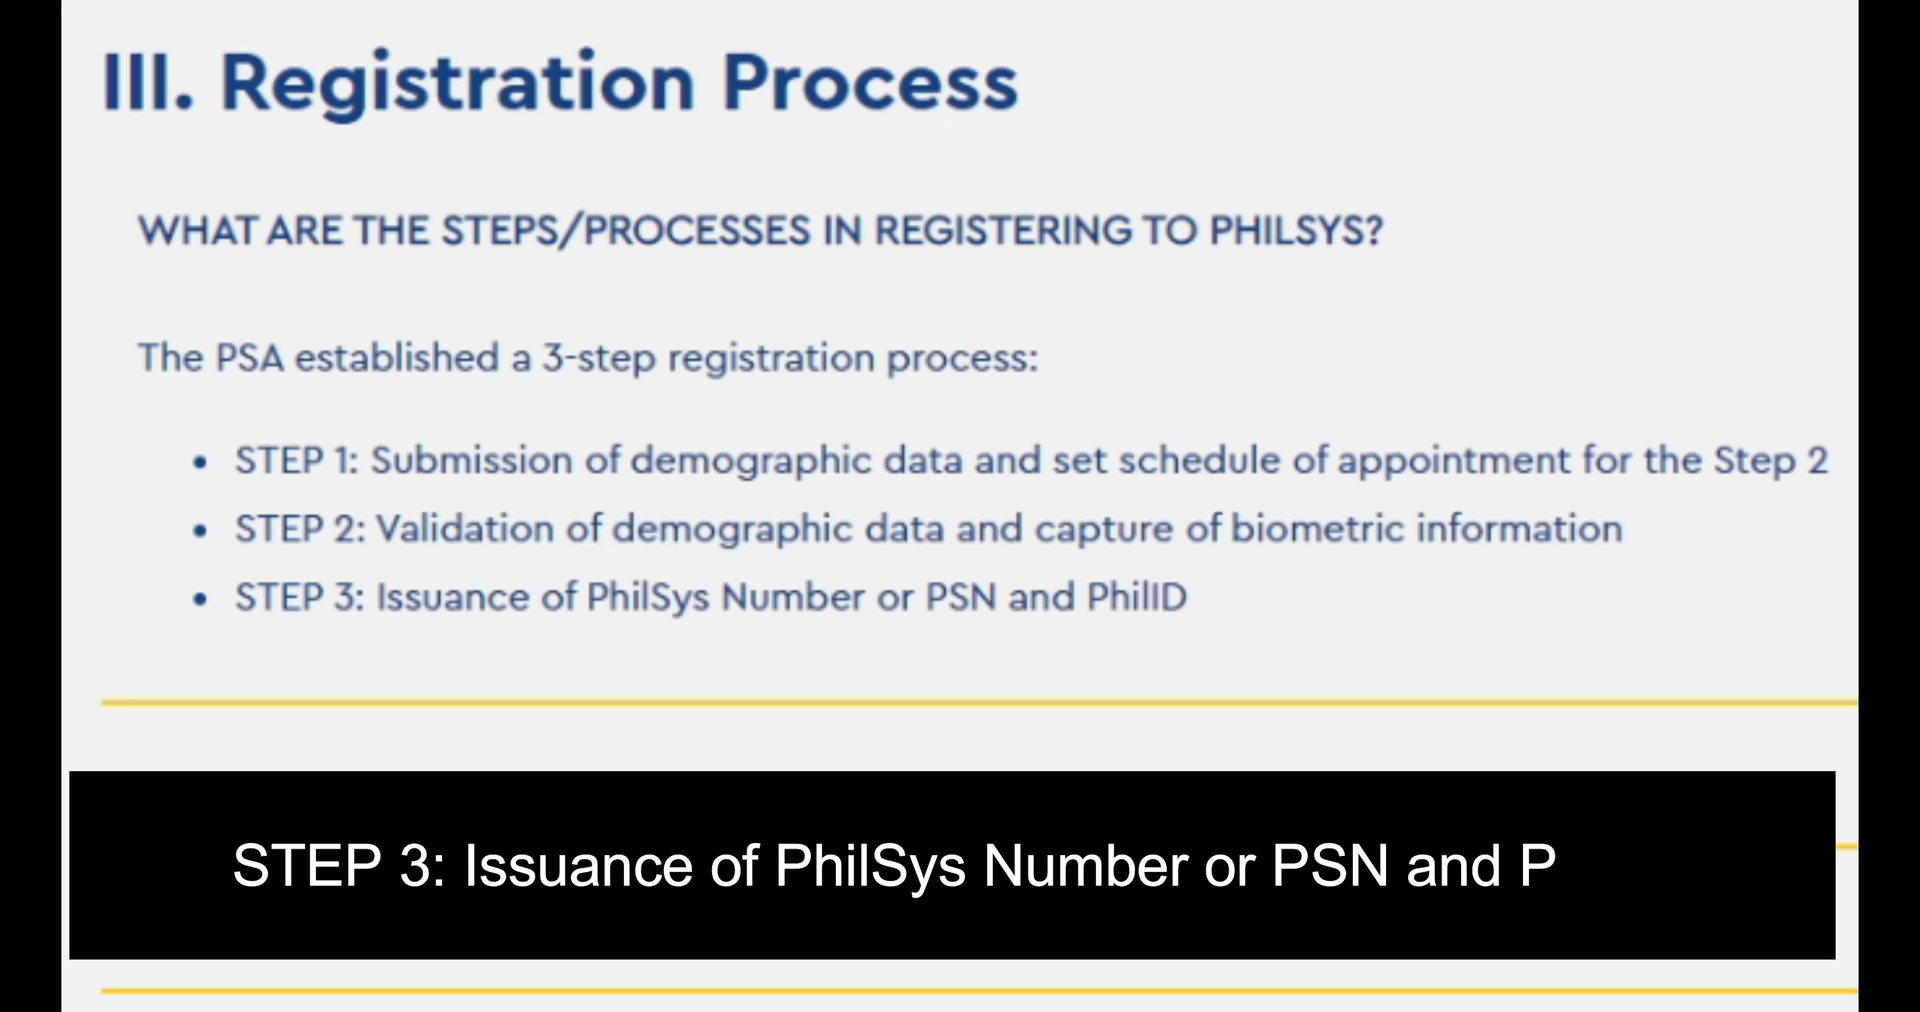 III. Registration Process
WHAT ARE THE STEPS/PROCESSES IN REGISTERING TO PHILSYS?
The PSA established a 3-step registration process:
• STEP 1: Submission of demographic data and set schedule of appointment for the Step 2
• STEP 2: Validation of demographic data and capture of biometric information
• STEP 3: Issuance of PhilSys Number or PSN and PhilID
STEP 3: Issuance of PhilSys Number or PSN and P